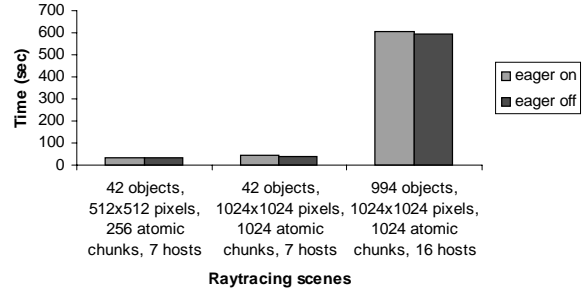 700
600
500
400
300
200
100
0
Time (sec)
eager on
eager off
42 objects,
512x512 pixels,
256 atomic
chunks, 7 hosts
42 objects,
1024x1024 pixels,
1024 atomic
chunks, 7 hosts
994 objects,
1024x1024 pixels,
1024 atomic
chunks, 16 hosts
Raytracing scenes